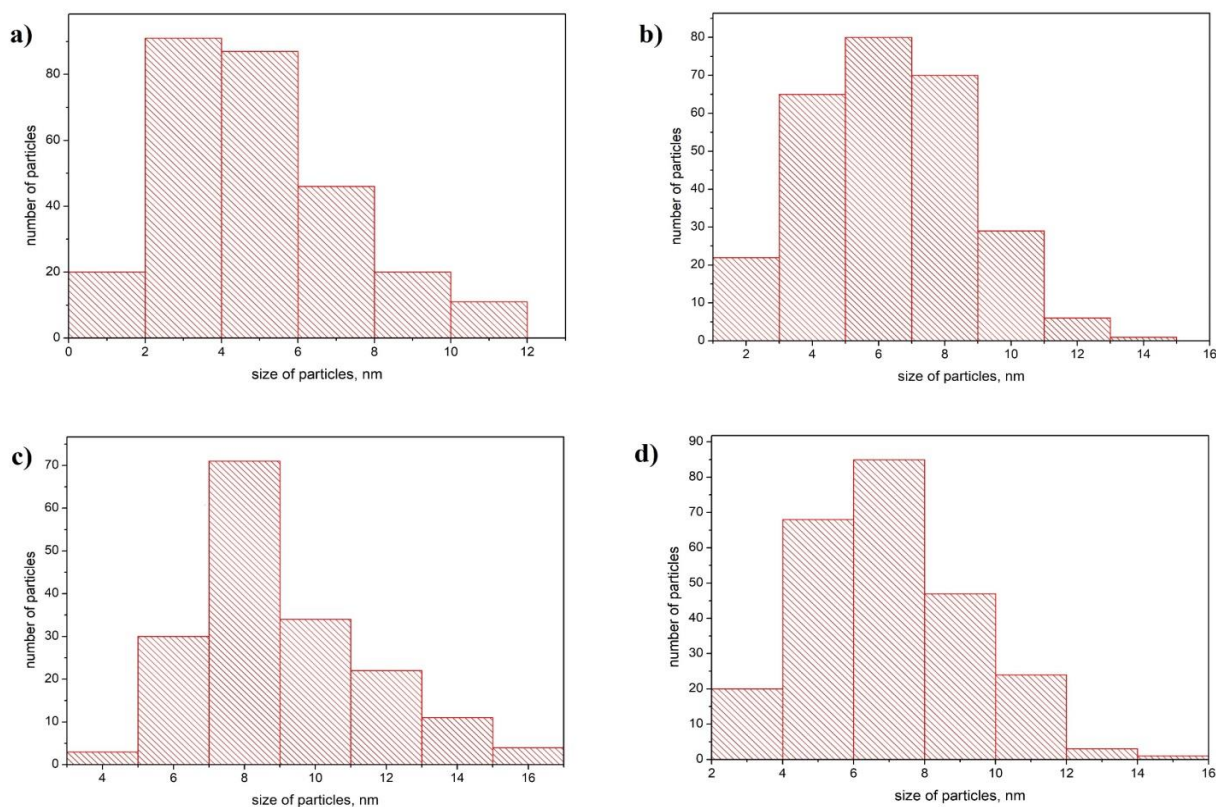 a)
number of particles
80
60
40
20
0
0 2 4 6 8 10 12
size of particles, nm
b)
number of particles
80
70
60
50
40
30
20
10
0
2 4 6 8 10 12 14 16
size of particles, nm
c)
number of particles
70
60
50
40
30
20
10
0
4 6 8 10 12 14 16
size of particles, nm
d)
number of particles
90
80
70
60
50
40
30
20
10
0
2 4 6 8 10 12 14 16
size of particles, nm